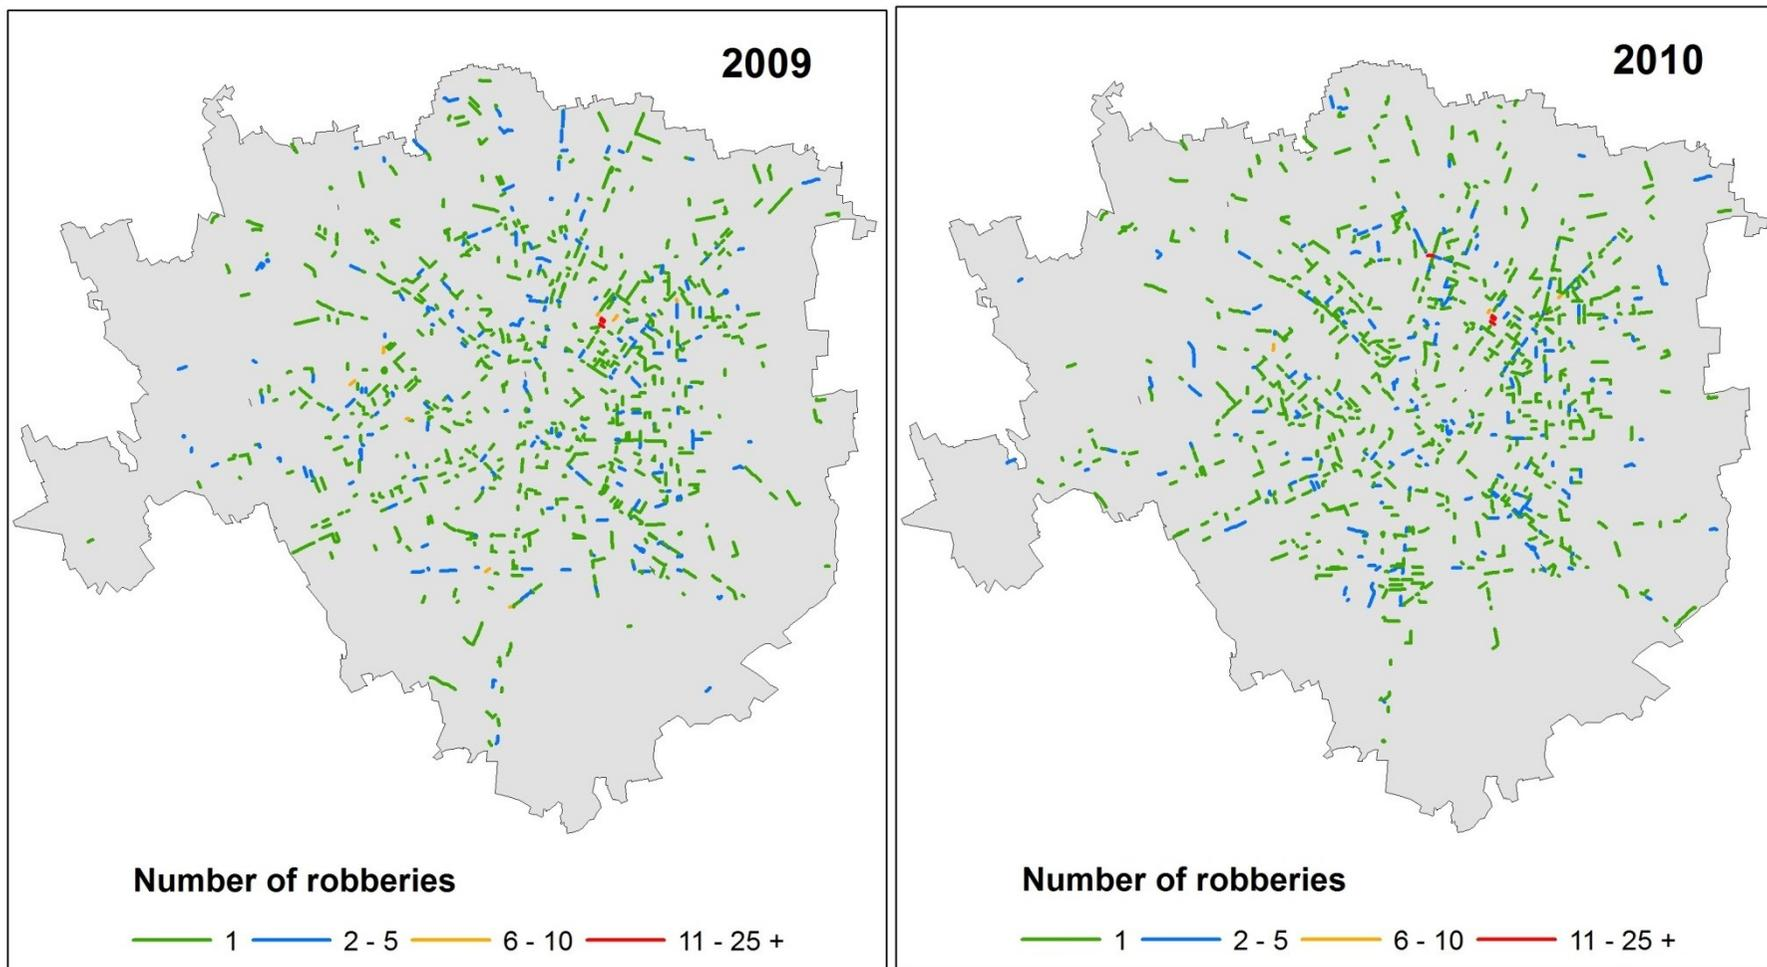 2009
Number of robberies
1 2 - 5 6 - 10 11 - 25 +
2010
Number of robberies
1 2 - 5 6 - 10 11 - 25 +